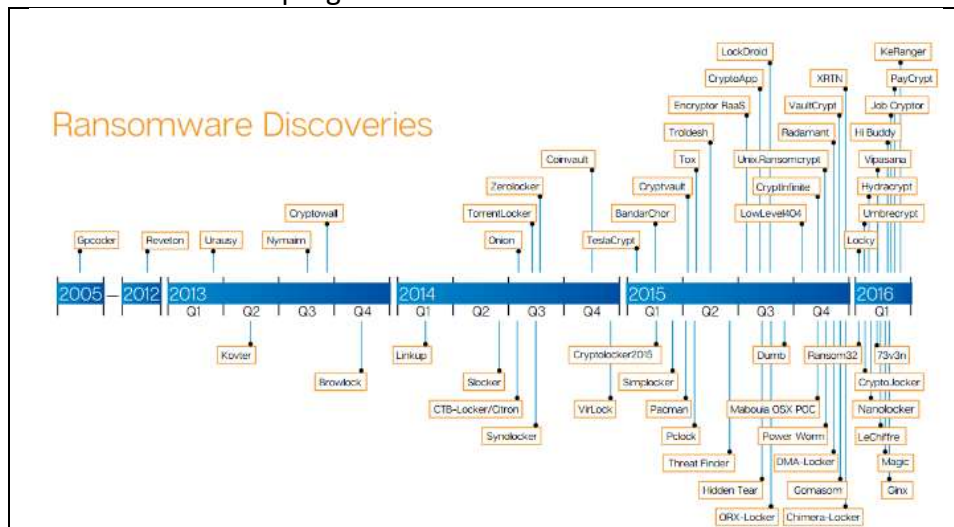 LockDroid
KeRanger
CryptoApp
XRTN
PayCrypt
Encryptor RaaS
VaultCrypt
Job Cryptor
Ransomware Discoveries
Troldesh
Radamant
Hi Buddy
Coinvault
Tox
Unix.Ransomcrypt
Vipasana
Zerolocker
Cryptvault
CryptInfinite
Hydracrypt
Cryptowall
TorrentLocker
BandarChor
LowLevel404
Umbrecrypt
Gpcoder
Reveton
Urausy
Nymaim
Onion
TeslaCrypt
Locky
2005 – 2012 2013 2014 2015 2016
Q1 Q2 Q3 Q4 Q1 Q2 Q3 Q4 Q1 Q2 Q3 Q4 Q1
Kovter
Linkup
Cryptolocker2015
Dumb
Ransom32
73v3n
Browlock
Slocker
Simplocker
CryptoJocker
CTB-Locker/Citron
VirLock
Pacman
Mabouia OSX POC
Nanolocker
Synolocker
Pclock
Power Worm
LeChiffre
Threat Finder
DMA-Locker
Magic
Hidden Tear
Gomasom
Ginx
ORX-Locker
Chimera-Locker